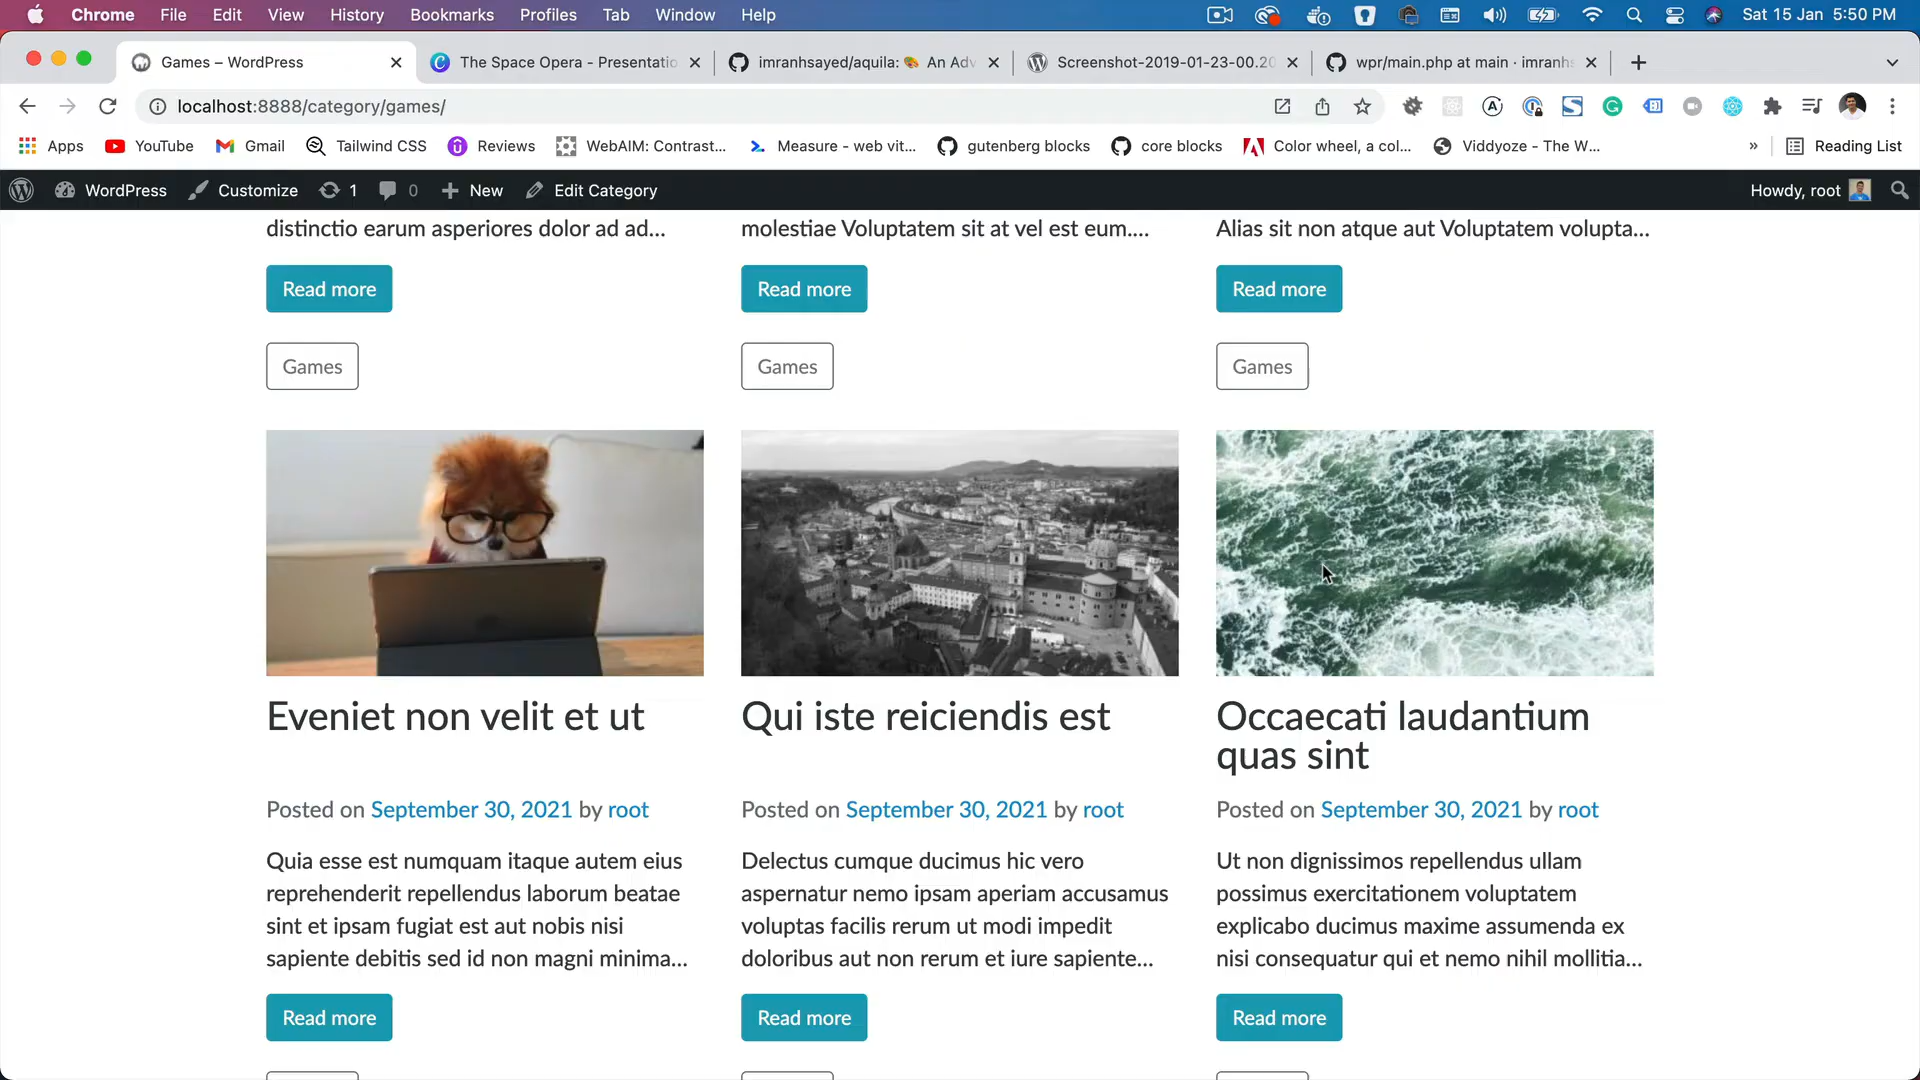 Chrome File Edit View History Bookmarks Profiles Tab Window Help
Sat 15 Jan 5:50 PM
Games – WordPress
The Space Opera - Presentatio
imranhsayed/aquila: 🎨 An Adv
Screenshot-2019-01-23-00.20
wpr/main.php at main · imranhs
localhost:8888/category/games/
Apps YouTube Gmail Tailwind CSS Reviews WebAIM: Contrast... Measure - web vit... gutenberg blocks core blocks Color wheel, a col... Viddyoze - The W... » Reading List
WordPress Customize 1 0 New Edit Category Howdy, root
distinctio earum asperiores dolor ad ad...
Read more
Games
molestiae Voluptatem sit at vel est eum....
Read more
Games
Alias sit non atque aut Voluptatem volupta...
Read more
Games
Eveniet non velit et ut
Posted on September 30, 2021 by root
Quia esse est numquam itaque autem eius
reprehenderit repellendus laborum beatae
sint et ipsam fugiat est aut nobis nisi
sapiente debitis sed id non magni minima...
Read more
Qui iste reiciendis est
Posted on September 30, 2021 by root
Delectus cumque ducimus hic vero
aspernatur nemo ipsam aperiam accusamus
voluptas facilis rerum ut modi impedit
doloribus aut non rerum et iure sapiente...
Read more
Occaecati laudantium
quas sint
Posted on September 30, 2021 by root
Ut non dignissimos repellendus ullam
possimus exercitationem voluptatem
explicabo ducimus maxime assumenda ex
nisi consequatur qui et nemo nihil mollitia...
Read more